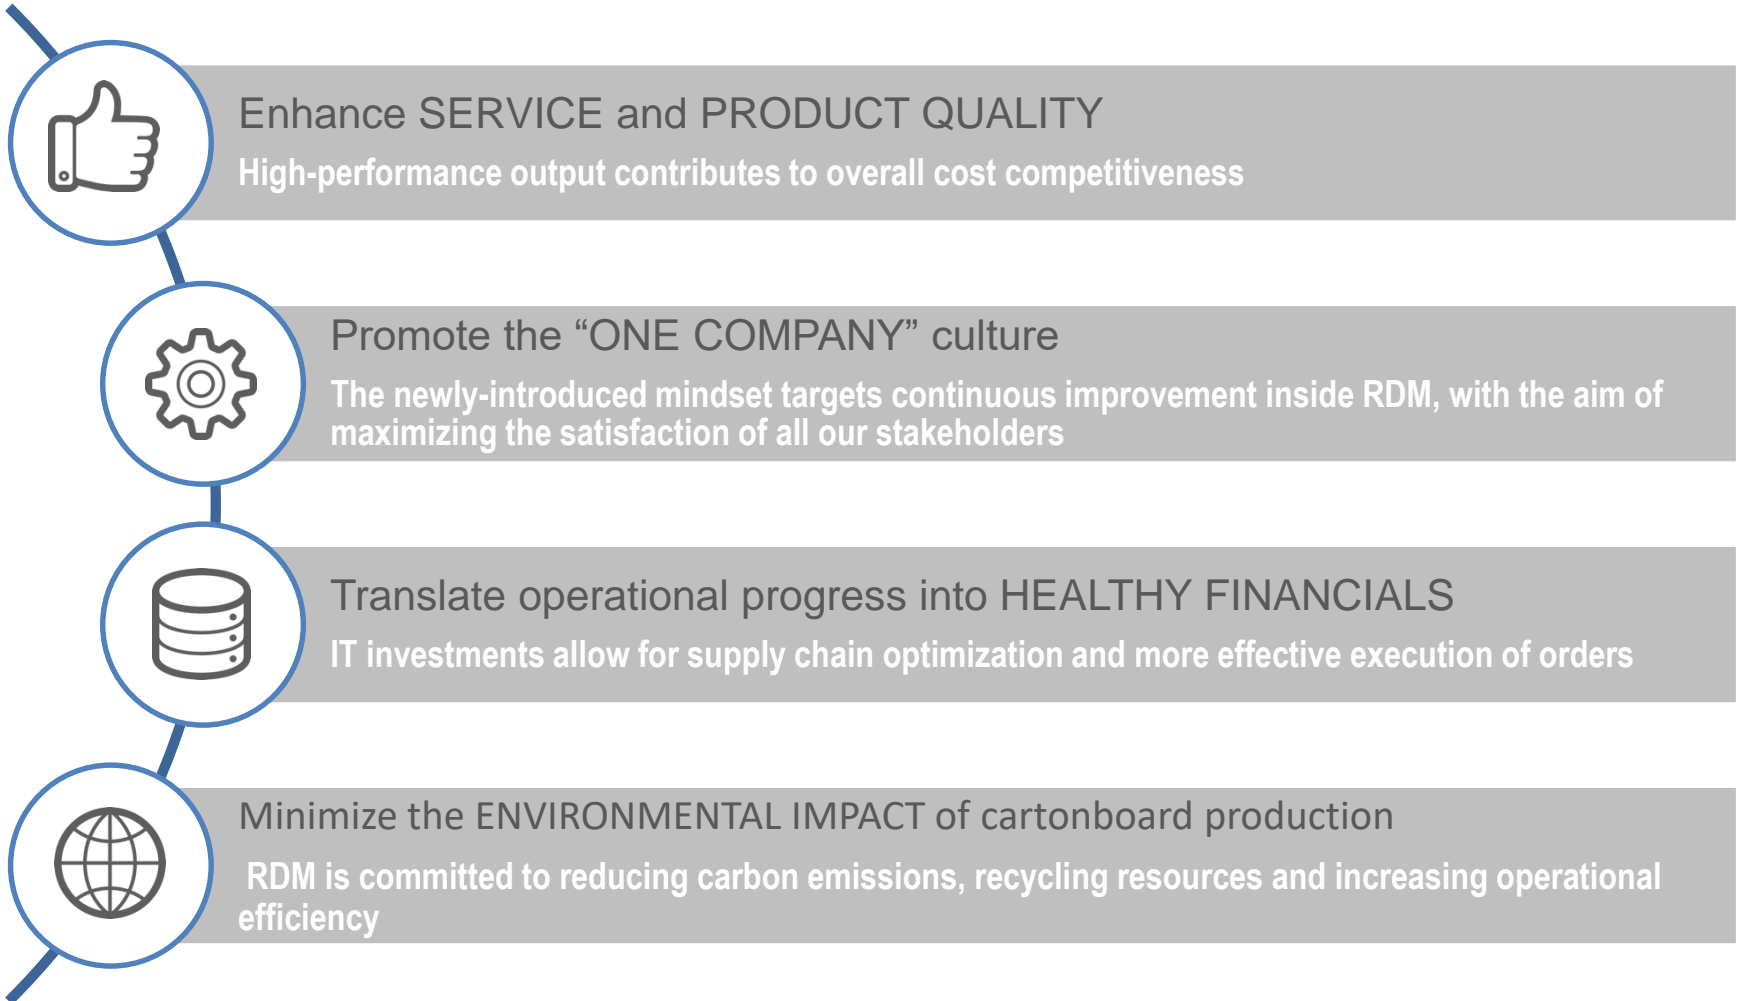 Enhance SERVICE and PRODUCT QUALITY
High-performance output contributes to overall cost competitiveness
Promote the “ONE COMPANY” culture
The newly-introduced mindset targets continuous improvement inside RDM, with the aim of
maximizing the satisfaction of all our stakeholders
Translate operational progress into HEALTHY FINANCIALS
IT investments allow for supply chain optimization and more effective execution of orders
Minimize the ENVIRONMENTAL IMPACT of cartonboard production
RDM is committed to reducing carbon emissions, recycling resources and increasing operational
efficiency